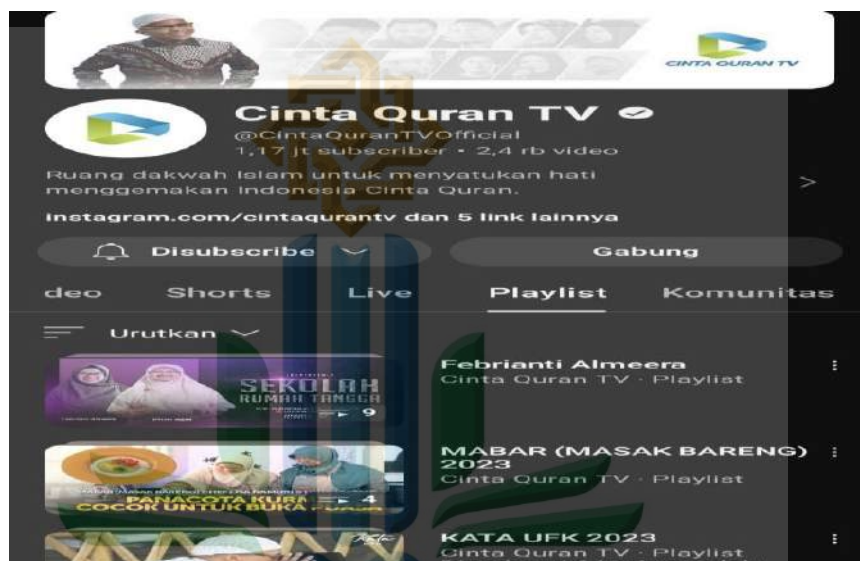 CINTA QURAN TV
Cinta Quran TV
@CintaQuranTVOfficial
1,17 jt subscriber • 2,4 rb video
Ruang dakwah Islam untuk menyatukan hati
menggemakan Indonesia Cinta Quran.
instagram.com/cintaqurantv dan 5 link lainnya
Disubscribe
Gabung
deo Shorts Live Playlist Komunitas
Urutkan
SEKOLAH
RUMAH TANGGA
9
Febrianti Almeera
Cinta Quran TV · Playlist
4
PANACOTA KURM
COCOK UNTUK BUKA
MABAR (MASAK BARENG)
2023
Cinta Quran TV · Playlist
Kata
KATA UFK 2023
Cinta Quran TV · Playlist